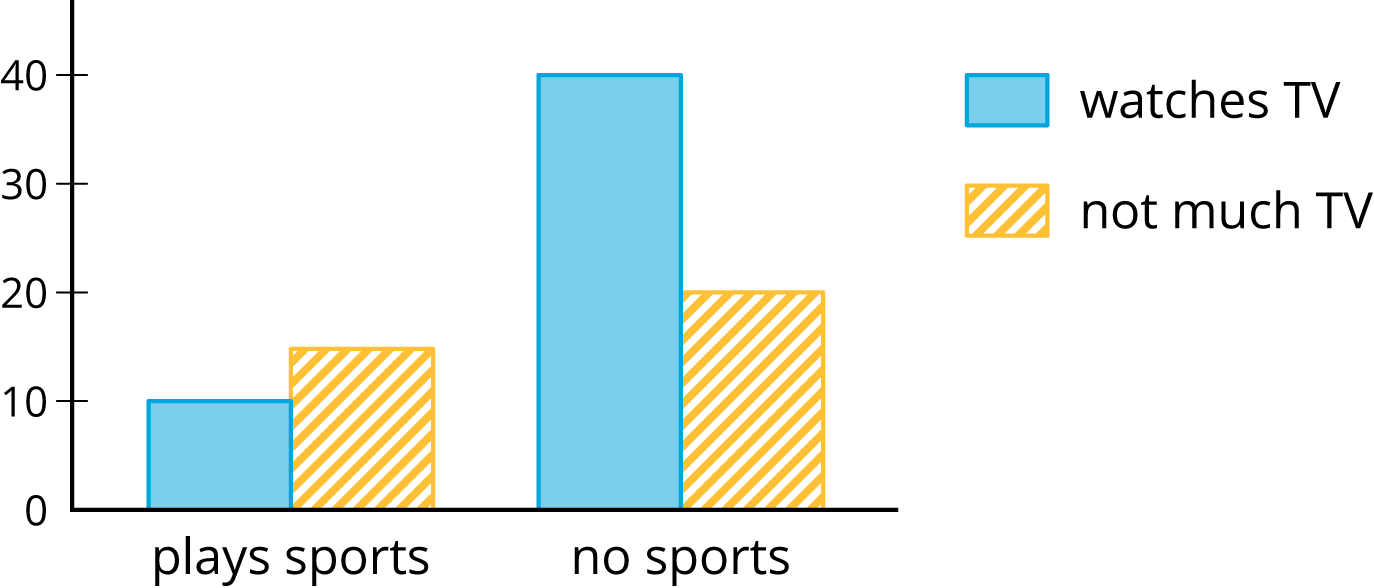 40
30
20
10
0
plays sports
no sports
watches TV
not much TV